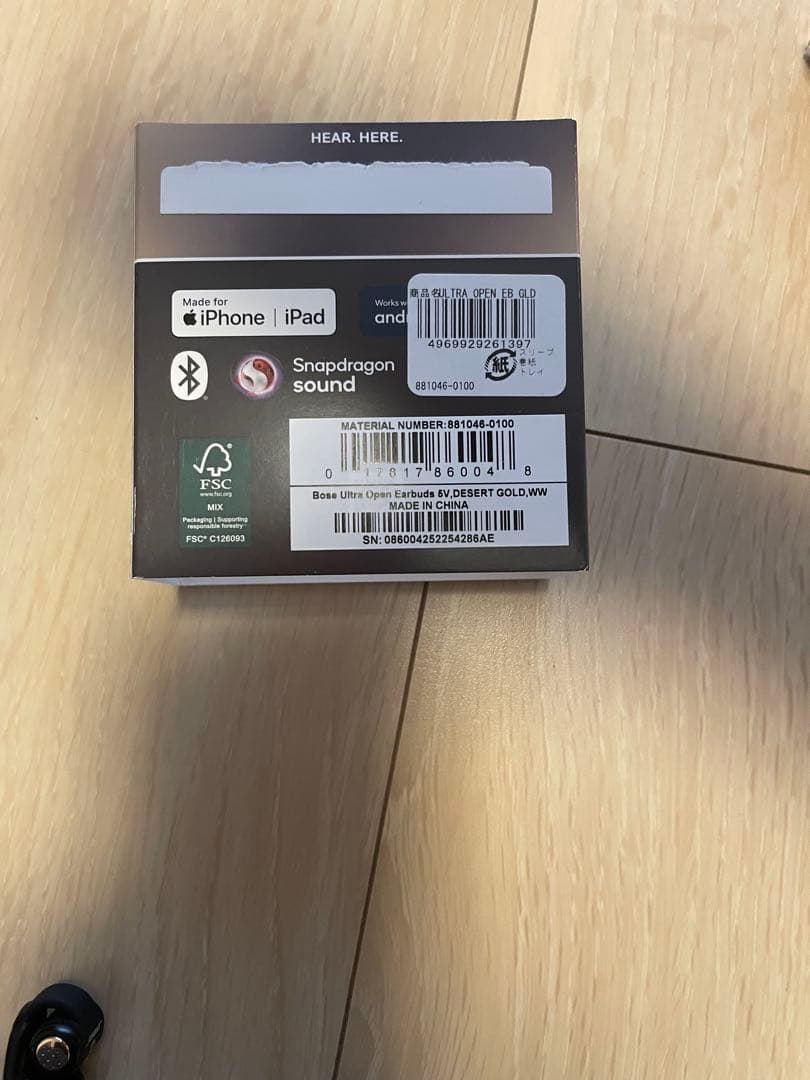 HEAR. HERE.
Made for
iPhone | iPad
Works
商品名ULTRA OPEN EB GLD
4969929261397
紙
スリーブ
巻紙
トレイ
881046-0100
Snapdragon
sound
MATERIAL NUMBER:881046-0100
0 17817 86004 8
Bose Ultra Open Earbuds 5V,DESERT GOLD,WW
MADE IN CHINA
SN: 086004252254286AE
FSC
www.fsc.org
MIX
Packaging | Supporting
responsible forestry
FSC® C126093